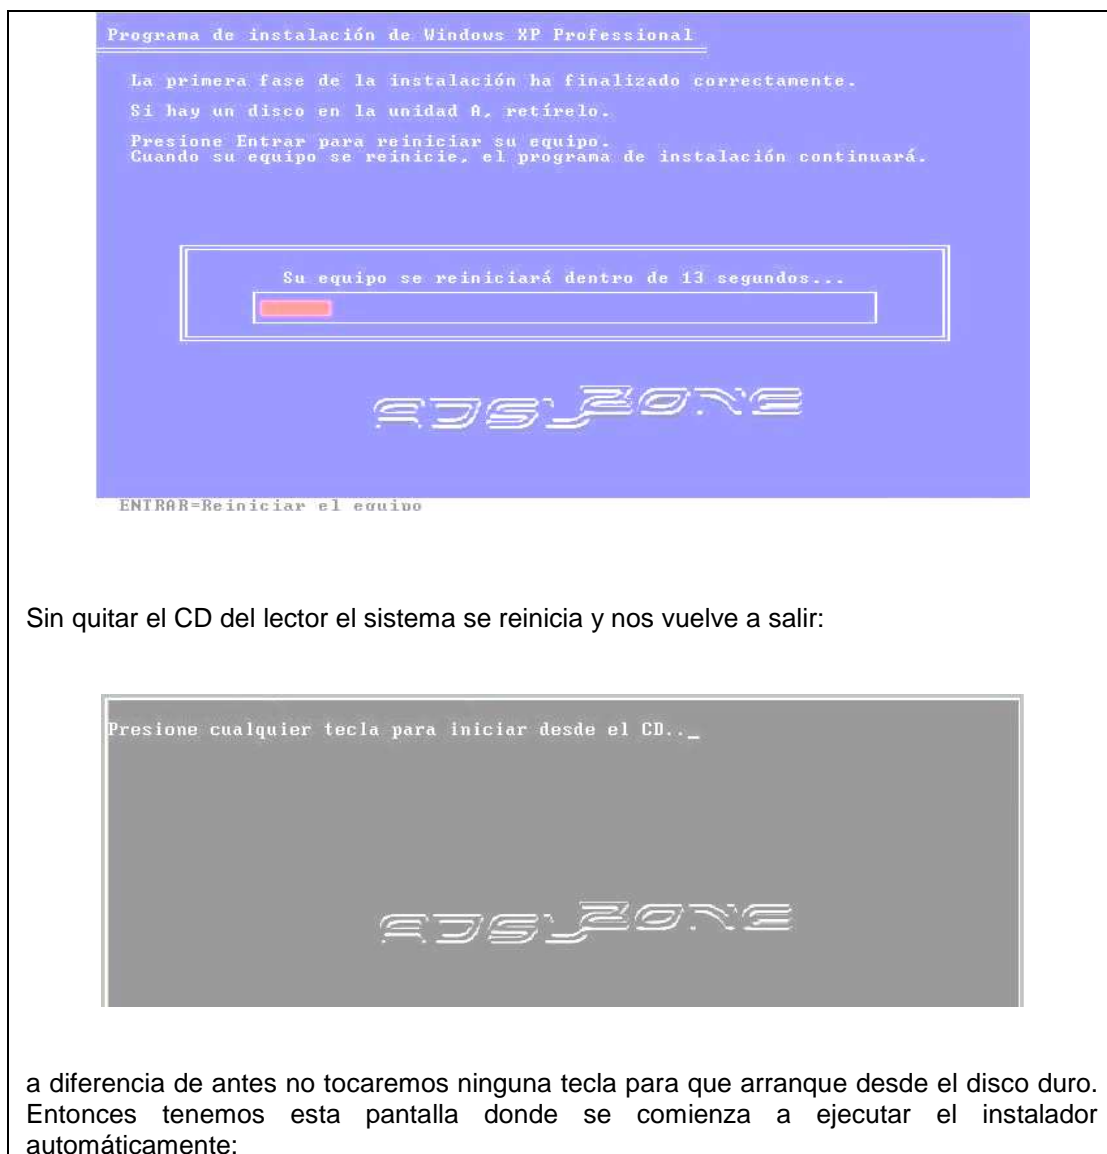 Programa de instalación de Windows XP Professional
La primera fase de la instalación ha finalizado correctamente.
Si hay un disco en la unidad A, retírelo.
Presione Entrar para reiniciar su equipo.
Cuando su equipo se reinicie, el programa de instalación continuará.
Su equipo se reiniciará dentro de 13 segundos...
ADSLZONE
ENTRAR=Reiniciar el equipo
Sin quitar el CD del lector el sistema se reinicia y nos vuelve a salir:
Presione cualquier tecla para iniciar desde el CD.._
ADSLZONE
a diferencia de antes no tocaremos ninguna tecla para que arranque desde el disco duro.
Entonces tenemos esta pantalla donde se comienza a ejecutar el instalador
automáticamente: